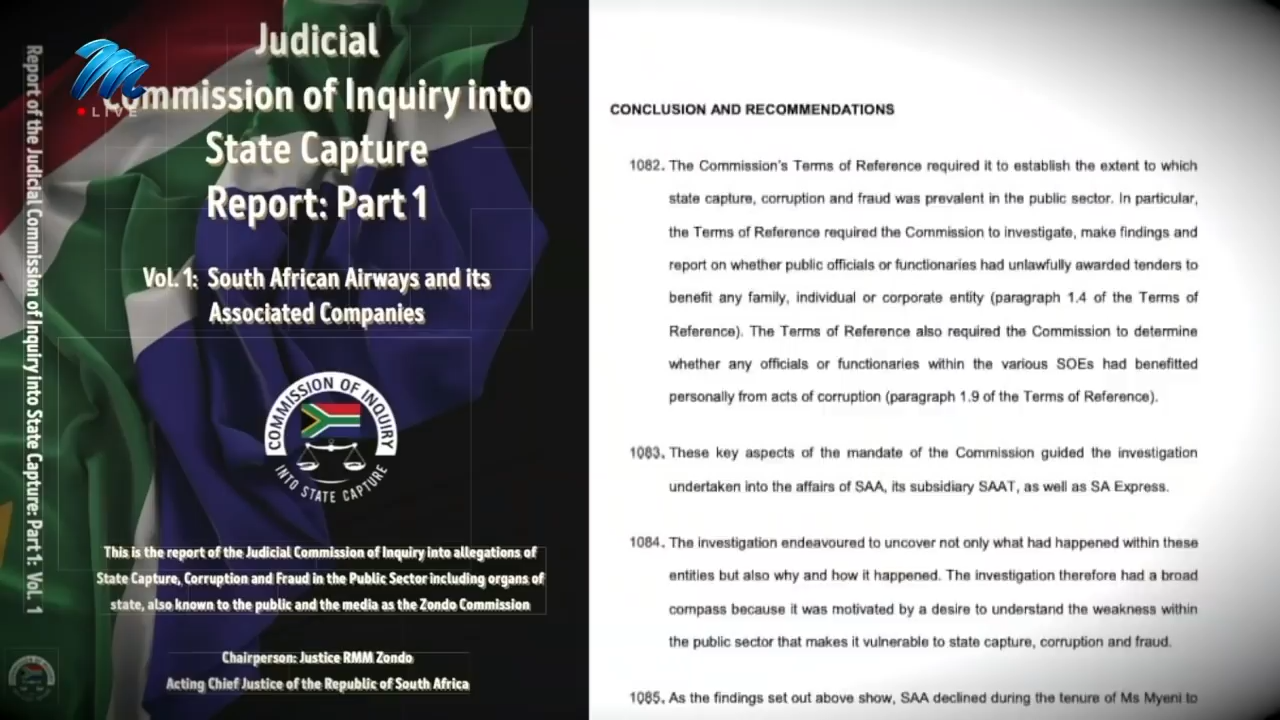 Report of the Judicial Commission of Inquiry into State Capture: Part 1: Vol. 1
LIVE
Judicial
Commission of Inquiry into
State Capture
Report: Part 1
Vol. 1: South African Airways and its
Associated Companies
COMMISSION OF INQUIRY
INTO STATE CAPTURE
This is the report of the Judicial Commission of Inquiry into allegations of
State Capture, Corruption and Fraud in the Public Sector including organs of
state, also known to the public and the media as the Zondo Commission
Chairperson: Justice RMM Zondo
Acting Chief Justice of the Republic of South Africa
CONCLUSION AND RECOMMENDATIONS
1082. The Commission's Terms of Reference required it to establish the extent to which
state capture, corruption and fraud was prevalent in the public sector. In particular,
the Terms of Reference required the Commission to investigate, make findings and
report on whether public officials or functionaries had unlawfully awarded tenders to
benefit any family, individual or corporate entity (paragraph 1.4 of the Terms of
Reference). The Terms of Reference also required the Commission to determine
whether any officials or functionaries within the various SOEs had benefitted
personally from acts of corruption (paragraph 1.9 of the Terms of Reference).
1083. These key aspects of the mandate of the Commission guided the investigation
undertaken into the affairs of SAA, its subsidiary SAAT, as well as SA Express.
1084. The investigation endeavoured to uncover not only what had happened within these
entities but also why and how it happened. The investigation therefore had a broad
compass because it was motivated by a desire to understand the weakness within
the public sector that makes it vulnerable to state capture, corruption and fraud.
1085. As the findings set out above show, SAA declined during the tenure of Ms Myeni to